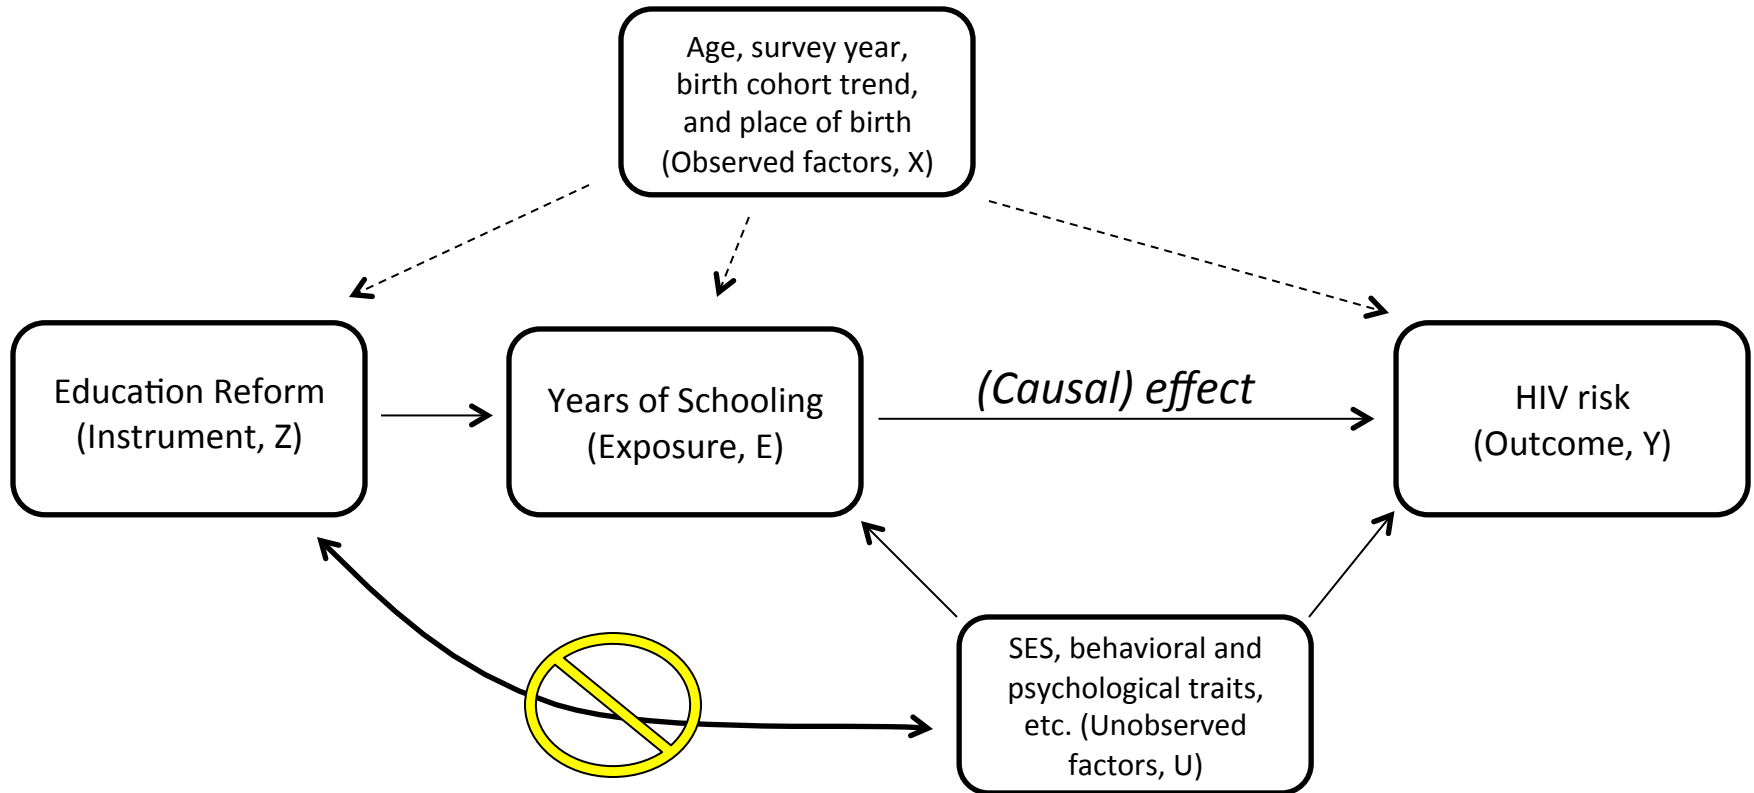 Age, survey year,
birth cohort trend,
and place of birth
(Observed factors, X)
Education Reform
(Instrument, Z)
Years of Schooling
(Exposure, E)
(Causal) effect
HIV risk
(Outcome, Y)
SES, behavioral and
psychological traits,
etc. (Unobserved
factors, U)